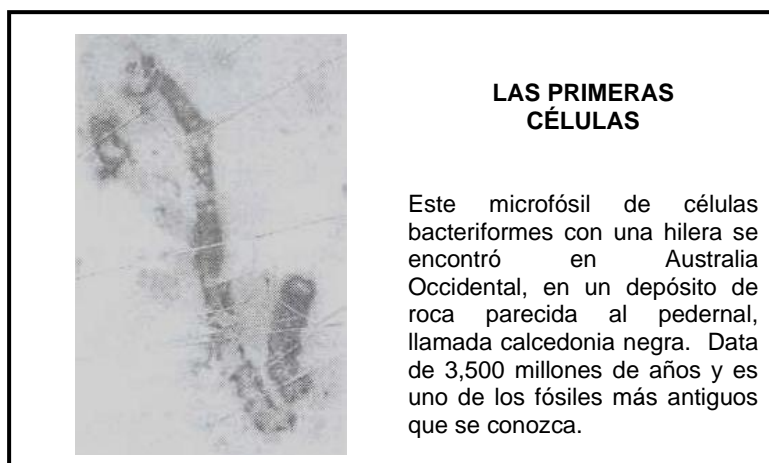 LAS PRIMERAS
CÉLULAS
Este microfósil de células
bacteriformes con una hilera se
encontró en Australia
Occidental, en un depósito de
roca parecida al pedernal,
llamada calcedonia negra. Data
de 3,500 millones de años y es
uno de los fósiles más antiguos
que se conozca.